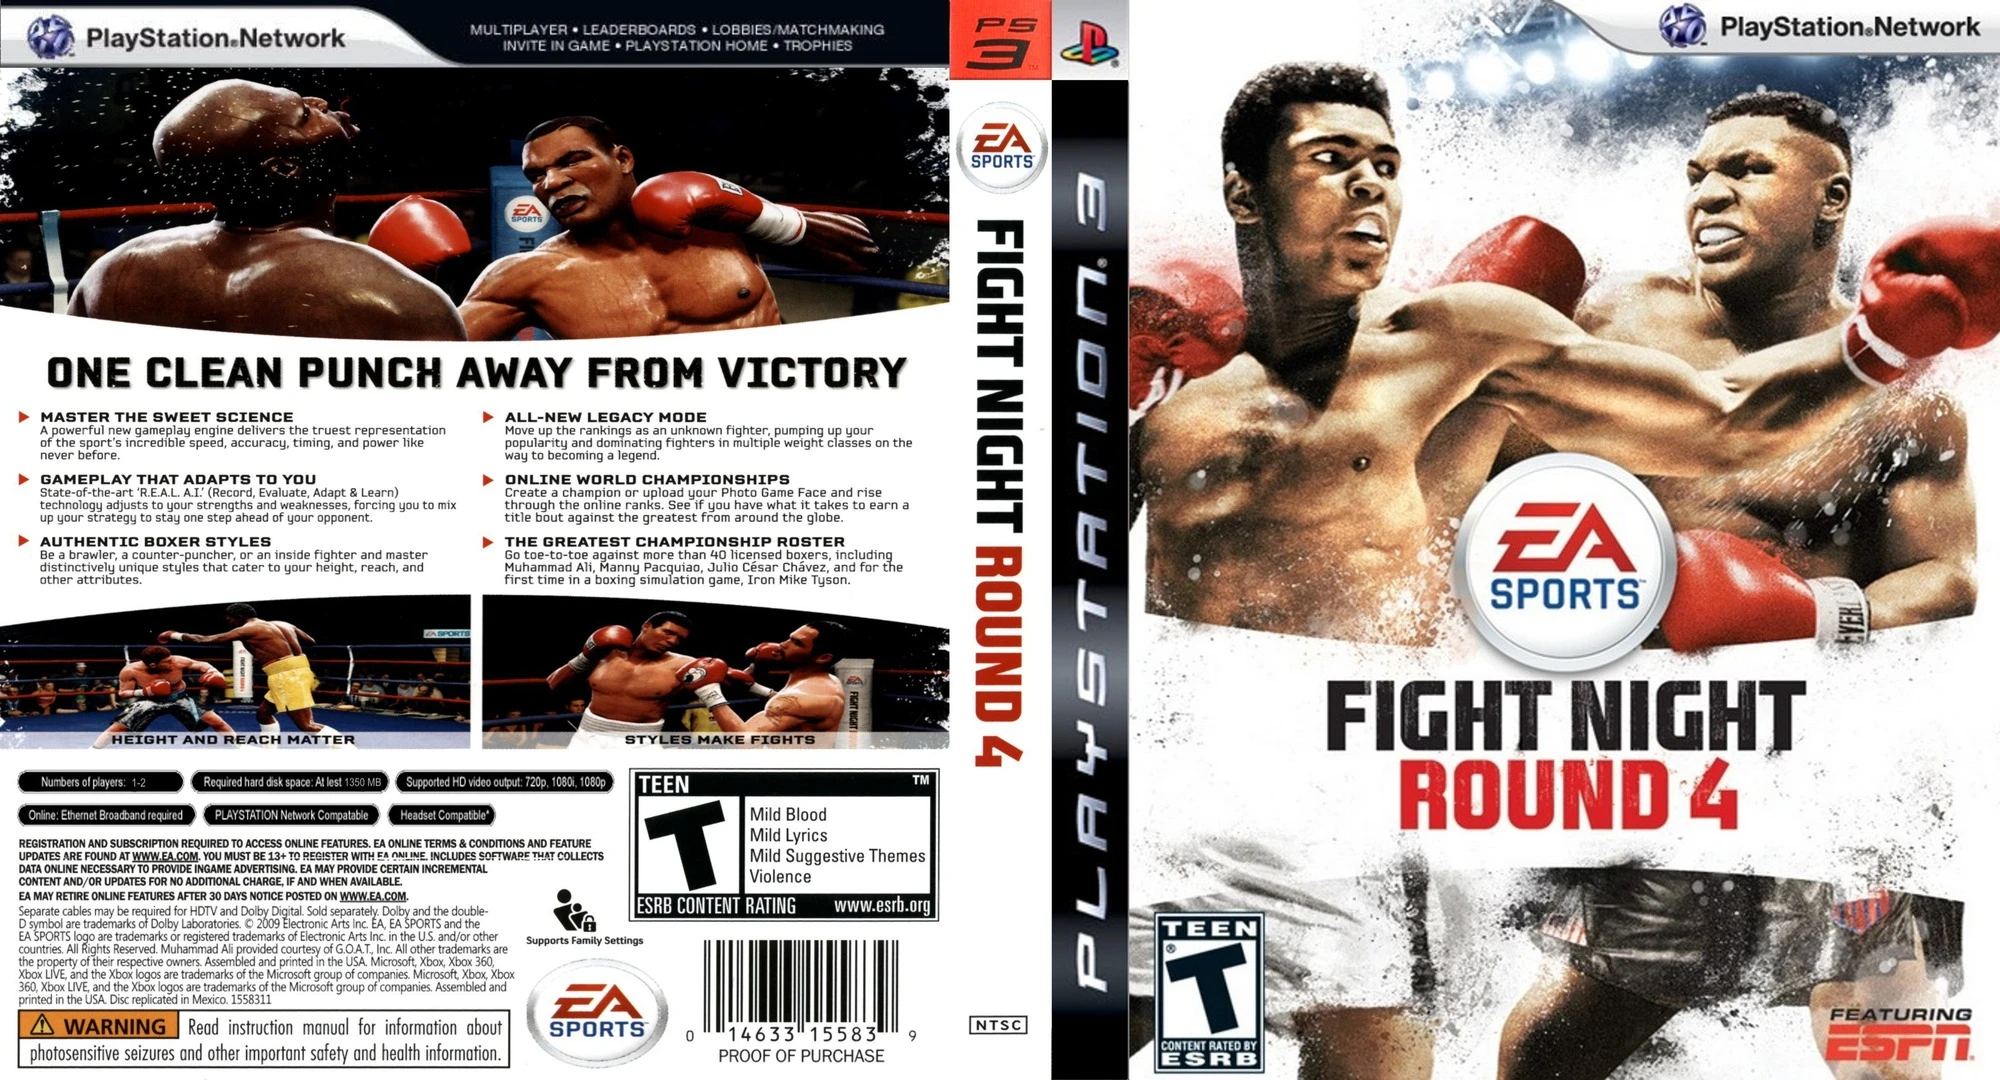 PlayStation®Network
MULTIPLAYER • LEADERBOARDS • LOBBIES/MATCHMAKING
INVITE IN GAME • PLAYSTATION HOME • TROPHIES
EA
SPORTS
ONE CLEAN PUNCH AWAY FROM VICTORY
MASTER THE SWEET SCIENCE
A powerful new gameplay engine delivers the truest representation
of the sport's incredible speed, accuracy, timing, and power like
never before.
GAMEPLAY THAT ADAPTS TO YOU
State-of-the-art 'R.E.A.L. A.I.' (Record, Evaluate, Adapt & Learn)
technology adjusts to your strengths and weaknesses, forcing you to mix
up your strategy to stay one step ahead of your opponent.
AUTHENTIC BOXER STYLES
Be a brawler, a counter-puncher, or an inside fighter and master
distinctively unique styles that cater to your height, reach, and
other attributes.
ALL-NEW LEGACY MODE
Move up the rankings as an unknown fighter, pumping up your
popularity and dominating fighters in multiple weight classes on the
way to becoming a legend.
ONLINE WORLD CHAMPIONSHIPS
Create a champion or upload your Photo Game Face and rise
through the online ranks. See if you have what it takes to earn a
title bout against the greatest from around the globe.
THE GREATEST CHAMPIONSHIP ROSTER
Go toe-to-toe against more than 40 licensed boxers, including
Muhammad Ali, Manny Pacquiao, Julio César Chávez, and for the
first time in a boxing simulation game, Iron Mike Tyson.
EA SPORTS
HEIGHT AND REACH MATTER
FIGHT NIGHT
STYLES MAKE FIGHTS
Numbers of players: 1-2
Required hard disk space: At lest 1350 MB
Supported HD video output: 720p, 1080i, 1080p
Online: Ethernet Broadband required
PLAYSTATION Network Compatable
Headset Compatible*
REGISTRATION AND SUBSCRIPTION REQUIRED TO ACCESS ONLINE FEATURES. EA ONLINE TERMS & CONDITIONS AND FEATURE
UPDATES ARE FOUND AT WWW.EA.COM. YOU MUST BE 13+ TO REGISTER WITH EA ONLINE. INCLUDES SOFTWARE THAT COLLECTS
DATA ONLINE NECESSARY TO PROVIDE INGAME ADVERTISING. EA MAY PROVIDE CERTAIN INCREMENTAL
CONTENT AND/OR UPDATES FOR NO ADDITIONAL CHARGE, IF AND WHEN AVAILABLE.
EA MAY RETIRE ONLINE FEATURES AFTER 30 DAYS NOTICE POSTED ON WWW.EA.COM.
Separate cables may be required for HDTV and Dolby Digital. Sold separately. Dolby and the double-
D symbol are trademarks of Dolby Laboratories. © 2009 Electronic Arts Inc. EA, EA SPORTS and the
EA SPORTS logo are trademarks or registered trademarks of Electronic Arts Inc. in the U.S. and/or other
countries. All Rights Reserved. Muhammad Ali provided courtesy of G.O.A.T., Inc. All other trademarks are
the property of their respective owners. Assembled and printed in the USA. Microsoft, Xbox, Xbox 360,
Xbox LIVE, and the Xbox logos are trademarks of the Microsoft group of companies. Microsoft, Xbox, Xbox
360, Xbox LIVE, and the Xbox logos are trademarks of the Microsoft group of companies. Assembled and
printed in the USA. Disc replicated in Mexico. 1558311
WARNING Read instruction manual for information about
photosensitive seizures and other important safety and health information.
TEEN TM
T
Mild Blood
Mild Lyrics
Mild Suggestive Themes
Violence
ESRB CONTENT RATING www.esrb.org
Supports Family Settings
EA
SPORTS
0 14633 15583 9
PROOF OF PURCHASE
PS
3
TM
EA
SPORTS
FIGHT NIGHT ROUND 4
NTSC
PLAYSTATION®3
PlayStation®Network
EVERL
EA
SPORTS
FIGHT NIGHT
ROUND 4
TEEN
T
®
CONTENT RATED BY
ESRB
FEATURING
ESPN